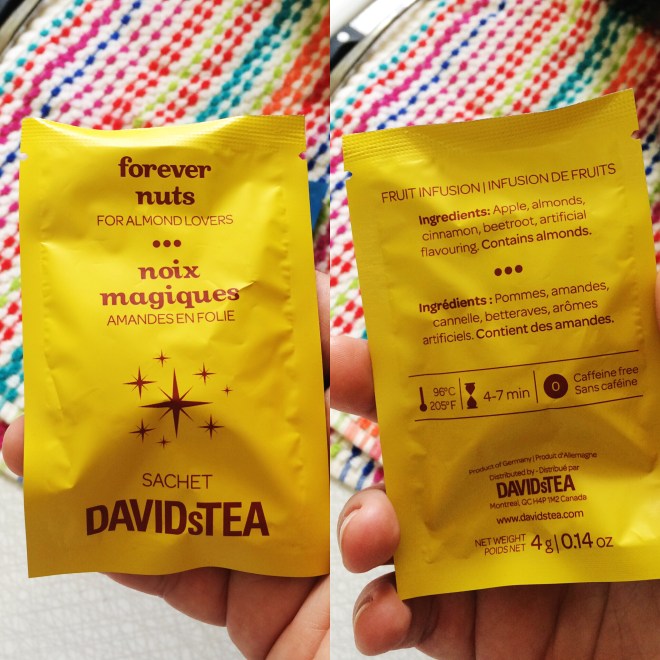 forever
nuts
FOR ALMOND LOVERS
noix
magiques
AMANDES EN FOLIE
SACHET
DAVIDsTEA
FRUIT INFUSION | INFUSION DE FRUITS
Ingredients: Apple, almonds,
cinnamon, beetroot, artificial
flavouring. Contains almonds.
Ingrédients : Pommes, amandes,
cannelle, betteraves, arômes
artificiels. Contient des amandes.
96°C
205°F
4-7 min
0
Caffeine free
Sans caféine
Product of Germany | Produit d'Allemagne
Distributed by - Distribué par
DAVIDsTEA
Montreal, QC H4P 1M2 Canada
www.davidstea.com
NET WEIGHT
POIDS NET
4 g | 0.14 oz